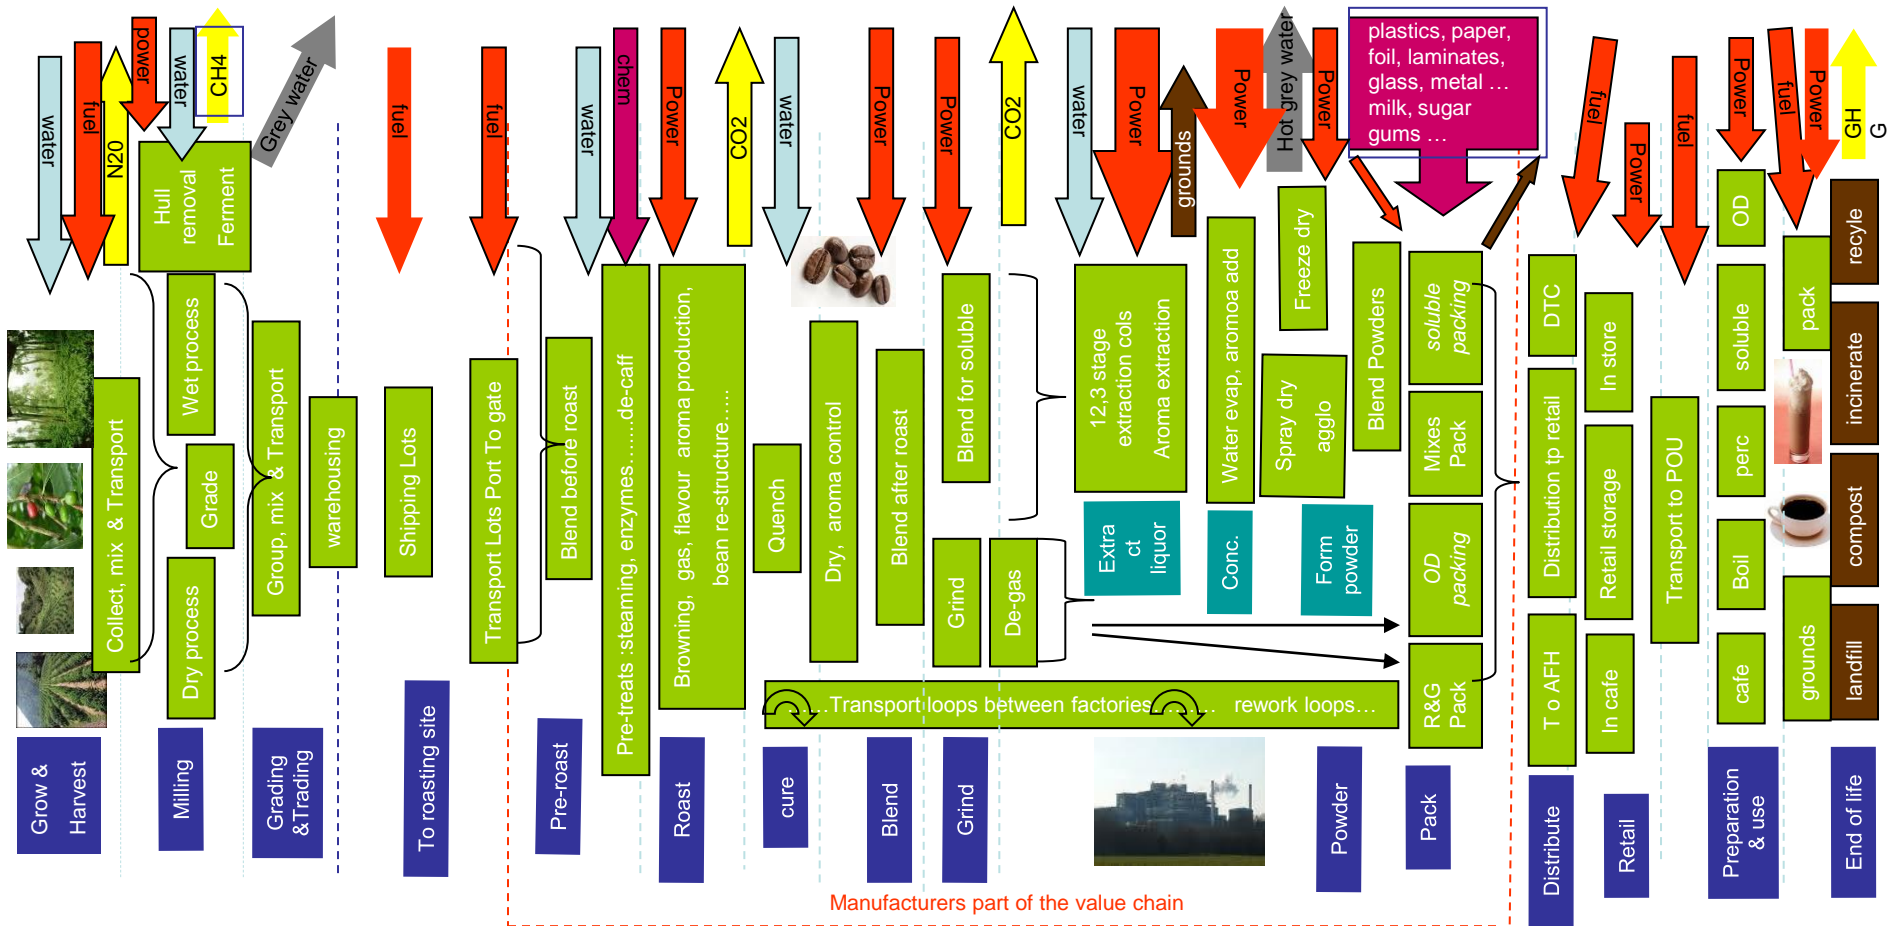 water
fuel
N20
power
water
CH4
Grey water
fuel
fuel
water
chem
Power
CO2
water
Power
Power
CO2
water
Power
grounds
Power
Hot grey water
Power
plastics, paper,
foil, laminates,
glass, metal ...
milk, sugar
gums ...
fuel
Power
fuel
Power
fuel
Power
GH
G
Hull
removal
Ferment
Collect, mix & Transport
Wet process
Grade
Dry process
Group, mix & Transport
warehousing
Shipping Lots
Transport Lots Port To gate
Blend before roast
Pre-treats :steaming, enzymes.......de-caff
Browning, gas, flavour aroma production,
bean re-structure......
Quench
Dry, aroma control
Blend after roast
Blend for soluble
Grind
De-gas
12,3 stage
extraction cols
Aroma extraction
Water evap, aromoa add
Freeze dry
Spray dry
agglo
Blend Powders
soluble
packing
Mixes
Pack
OD
packing
R&G
Pack
Extra
ct
liquor
Conc.
Form
powder
......Transport loops between factories.......... rework loops...
DTC
Distribution tp retail
T o AFH
In store
Retail storage
In cafe
Transport to POU
OD
soluble
perc
Boil
cafe
pack
grounds
recyle
incinerate
compost
landfill
Grow &
Harvest
Milling
Grading
&Trading
To roasting site
Pre-roast
Roast
cure
Blend
Grind
Powder
Pack
Distribute
Retail
Preparation
& use
End of life
Manufacturers part of the value chain